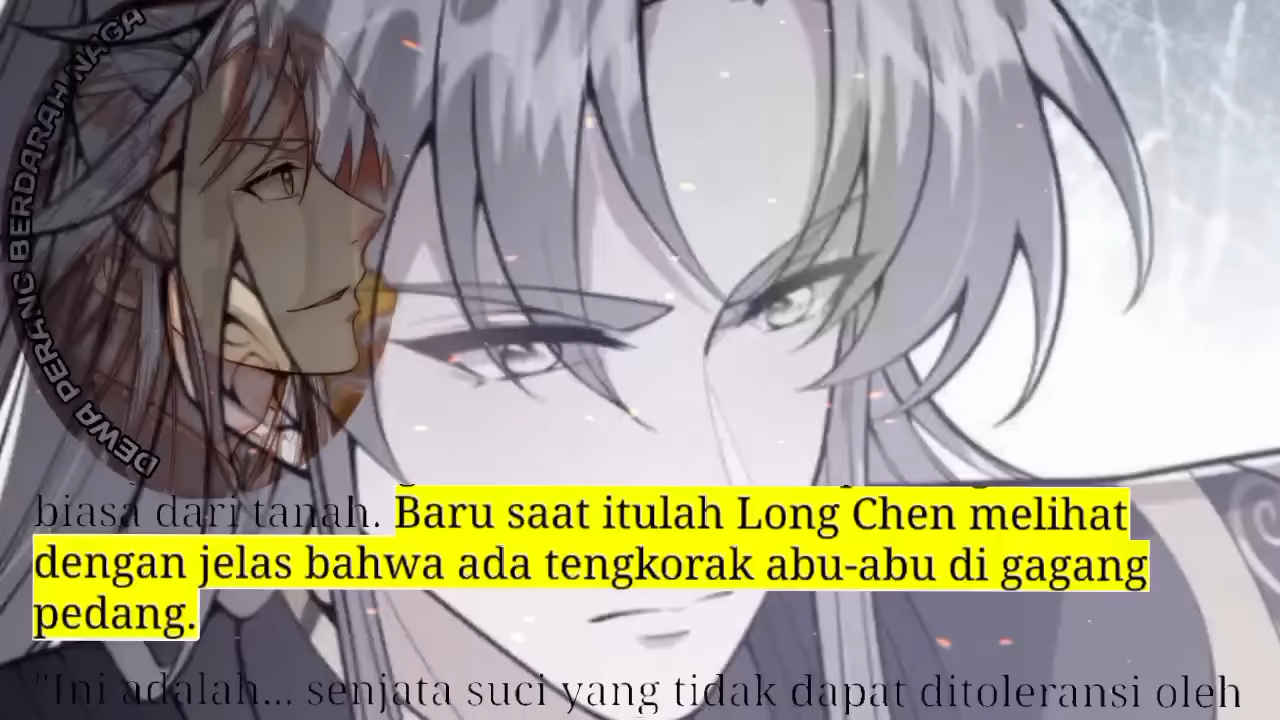 DEWA PERANG BERDARAH NAGA
biasa dari tanah. Baru saat itulah Long Chen melihat
dengan jelas bahwa ada tengkorak abu-abu di gagang
pedang.
"Ini adalah... senjata suci yang tidak dapat ditoleransi oleh